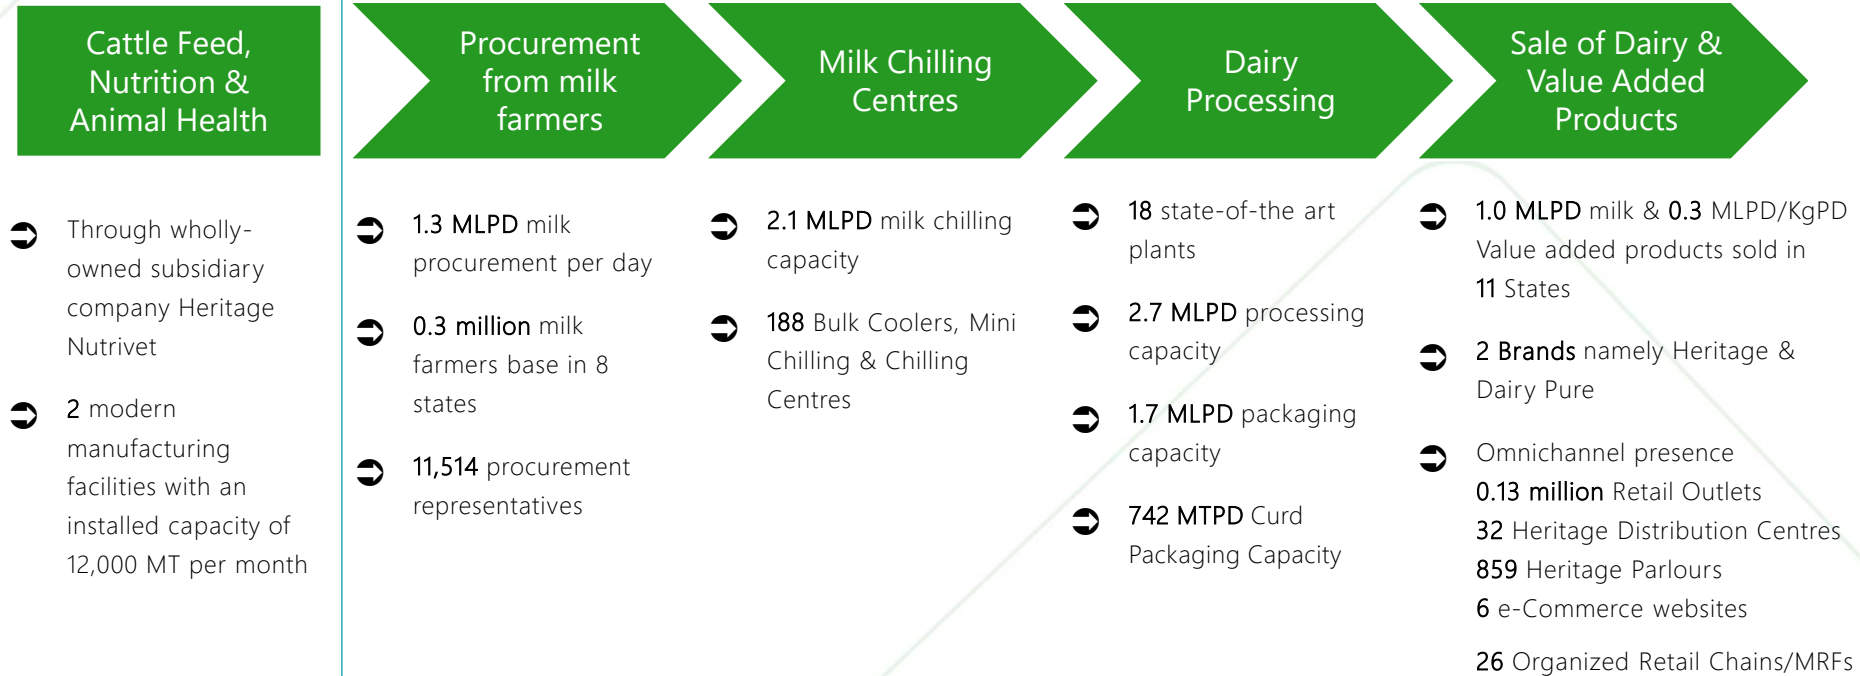 Cattle Feed,
Nutrition &
Animal Health
Through wholly-
owned subsidiary
company Heritage
Nutrivet
2 modern
manufacturing
facilities with an
installed capacity of
12,000 MT per month
Procurement
from milk
farmers
1.3 MLPD milk
procurement per day
0.3 million milk
farmers base in 8
states
11,514 procurement
representatives
Milk Chilling
Centres
2.1 MLPD milk chilling
capacity
188 Bulk Coolers, Mini
Chilling & Chilling
Centres
Dairy
Processing
18 state-of-the art
plants
2.7 MLPD processing
capacity
1.7 MLPD packaging
capacity
742 MTPD Curd
Packaging Capacity
Sale of Dairy &
Value Added
Products
1.0 MLPD milk & 0.3 MLPD/KgPD
Value added products sold in
11 States
2 Brands namely Heritage &
Dairy Pure
Omnichannel presence
0.13 million Retail Outlets
32 Heritage Distribution Centres
859 Heritage Parlours
6 e-Commerce websites
26 Organized Retail Chains/MRFs